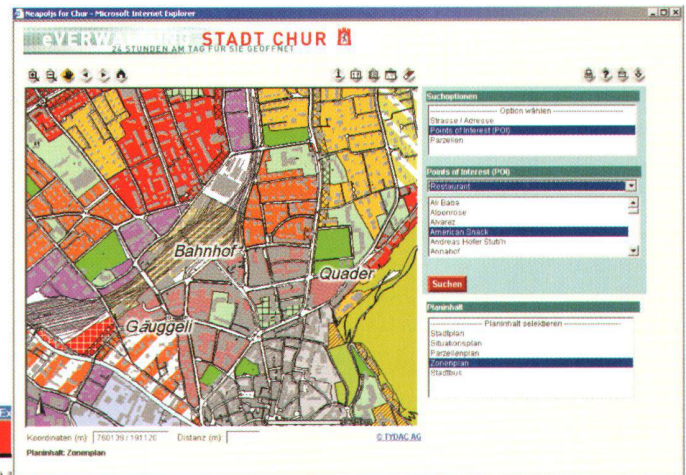 Neapoljs for Chur - Microsoft Internet Explorer
STADT CHUR
24 STUNDEN AM TAG FÜR SIE GEÖFFNET
Bahnhof
Quader
Gäuggeli
Suchoptionen
Option wählen
Strasse / Adresse
Points of Interest (POI)
Parzellen
Points of Interest (POI)
Restaurant
Ali Baba
Alpenrose
Alvarez
American Snack
Andreas Hofer Stub'n
Annahof
Suchen
Planinhalt
Planinhalt selektieren
Stadtplan
Situationsplan
Parzellenplan
Zonenplan
Stadtbus
Koordinaten (m) 760139 / 191120 Distanz (m)
© TYDAC AG
Planinhalt: Zonenplan